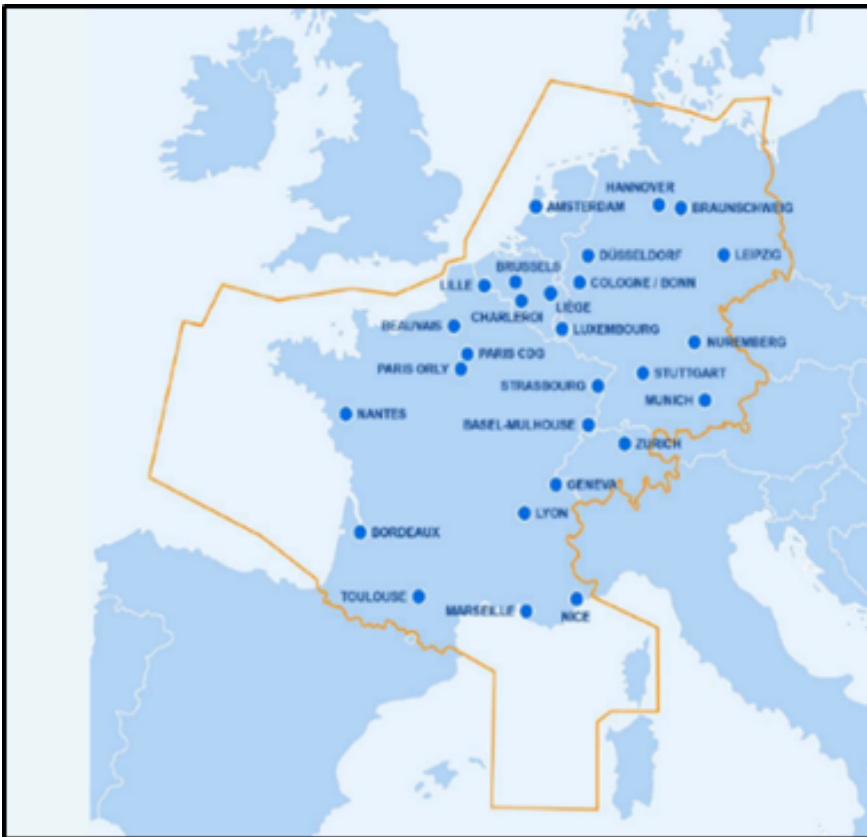 HANNOVER
AMSTERDAM
BRAUNSCHWEIG
DÜSSELDORF
LEIPZIG
BRUSSELS
LILLE
COLOGNE / BONN
LIÈGE
CHARLEROI
BEAUVAIS
LUXEMBOURG
NUREMBERG
PARIS CDG
PARIS ORLY
STUTTGART
STRASBOURG
MUNICH
NANTES
BASEL-MULHOUSE
ZURICH
GENEVA
LYON
BORDEAUX
TOULOUSE
MARSEILLE
NICE